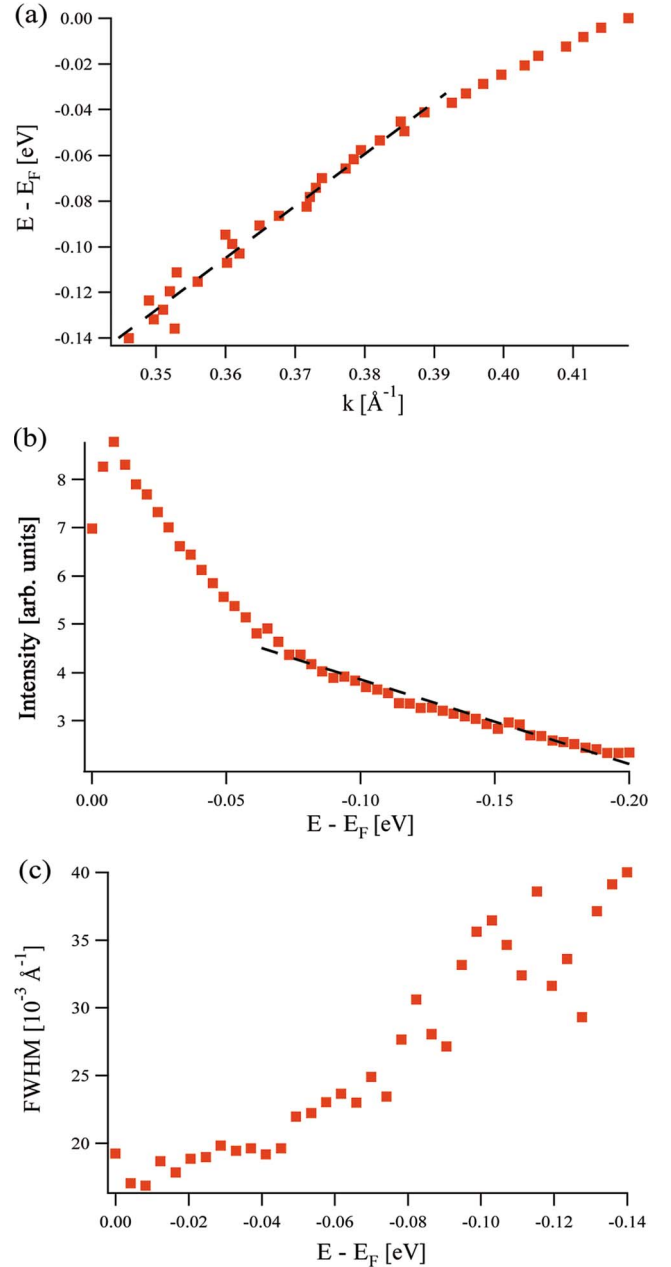 (a)
0.00
-0.02
-0.04
-0.06
-0.08
-0.10
-0.12
-0.14
E - E_F [eV]
0.35 0.36 0.37 0.38 0.39 0.40 0.41
k [Å⁻¹]
(b)
8
7
6
5
4
3
Intensity [arb. units]
0.00 -0.05 -0.10 -0.15 -0.20
E - E_F [eV]
(c)
40
35
30
25
20
FWHM [10⁻³ Å⁻¹]
0.00 -0.02 -0.04 -0.06 -0.08 -0.10 -0.12 -0.14
E - E_F [eV]